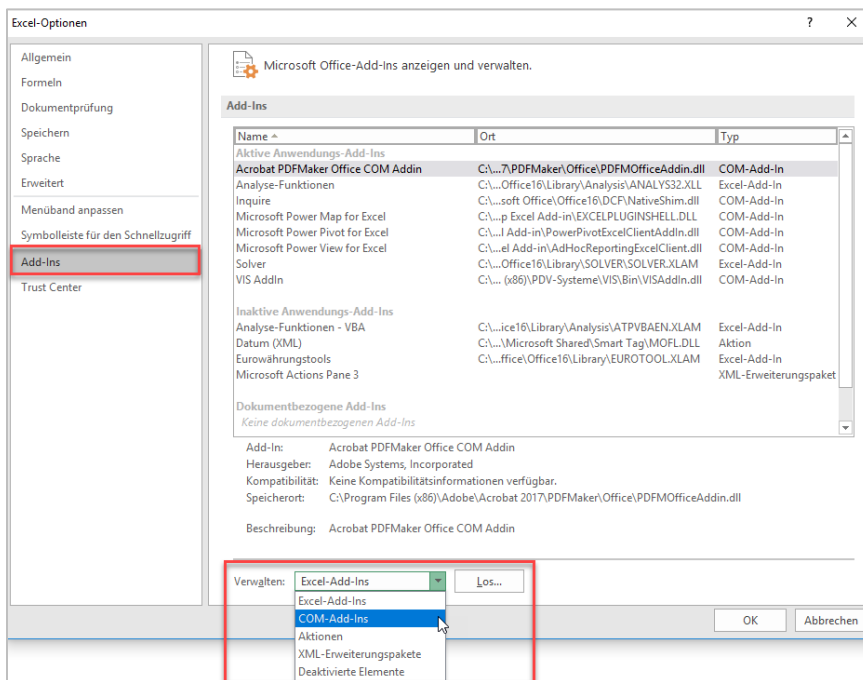 Excel-Optionen ? ×
Allgemein
Formeln
Dokumentprüfung
Speichern
Sprache
Erweitert
Menüband anpassen
Symbolleiste für den Schnellzugriff
Add-Ins
Trust Center
Microsoft Office-Add-Ins anzeigen und verwalten.
Add-Ins
Name Ort Typ
Aktive Anwendungs-Add-Ins
Acrobat PDFMaker Office COM Addin C:\...7\PDFMaker\Office\PDFMOfficeAddin.dll COM-Add-In
Analyse-Funktionen C:\...Office16\Library\Analysis\ANALYS32.XLL Excel-Add-In
Inquire C:\...soft Office\Office16\DCF\NativeShim.dll COM-Add-In
Microsoft Power Map for Excel C:\...p Excel Add-in\EXCELPLUGINSHELL.DLL COM-Add-In
Microsoft Power Pivot for Excel C:\...l Add-in\PowerPivotExcelClientAddIn.dll COM-Add-In
Microsoft Power View for Excel C:\...el Add-in\AdHocReportingExcelClient.dll COM-Add-In
Solver C:\...Office16\Library\SOLVER\SOLVER.XLAM Excel-Add-In
VIS AddIn C:\... (x86)\PDV-Systeme\VIS\Bin\VISAddIn.dll COM-Add-In
Inaktive Anwendungs-Add-Ins
Analyse-Funktionen - VBA C:\...ice16\Library\Analysis\ATPVBAEN.XLAM Excel-Add-In
Datum (XML) C:\...\Microsoft Shared\Smart Tag\MOFL.DLL Aktion
Eurowährungstools C:\...ffice\Office16\Library\EUROTOOL.XLAM Excel-Add-In
Microsoft Actions Pane 3 XML-Erweiterungspaket
Dokumentbezogene Add-Ins
Keine dokumentbezogenen Add-Ins
Add-In: Acrobat PDFMaker Office COM Addin
Herausgeber: Adobe Systems, Incorporated
Kompatibilität: Keine Kompatibilitätsinformationen verfügbar.
Speicherort: C:\Program Files (x86)\Adobe\Acrobat 2017\PDFMaker\Office\PDFMOfficeAddin.dll
Beschreibung: Acrobat PDFMaker Office COM Addin
Verwalten: Excel-Add-Ins Los...
Excel-Add-Ins
COM-Add-Ins
Aktionen
XML-Erweiterungspakete
Deaktivierte Elemente
OK Abbrechen